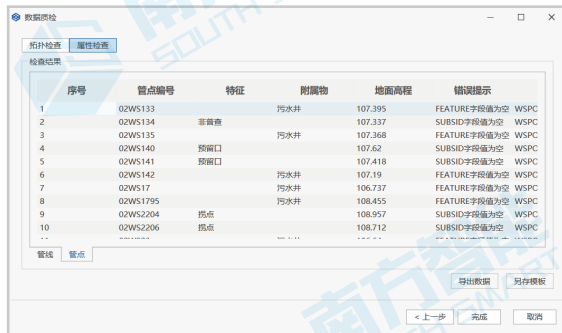 数据质检
拓扑检查 属性检查
检查结果
序号 管点编号 特征 附属物 地面高程 错误提示
1 02WS133 污水井 107.395 FEATURE字段值为空 WSPC
2 02WS134 非普查 107.337 SUBSID字段值为空 WSPC
3 02WS135 污水井 107.368 FEATURE字段值为空 WSPC
4 02WS140 预留口 107.62 SUBSID字段值为空 WSPC
5 02WS141 预留口 107.418 SUBSID字段值为空 WSPC
6 02WS142 污水井 107.19 FEATURE字段值为空 WSPC
7 02WS17 污水井 106.737 FEATURE字段值为空 WSPC
8 02WS1795 污水井 108.455 FEATURE字段值为空 WSPC
9 02WS2204 拐点 108.957 SUBSID字段值为空 WSPC
10 02WS2206 拐点 108.712 SUBSID字段值为空 WSPC
管线 管点
导出数据 另存模板
< 上一步 完成 取消
南方智能